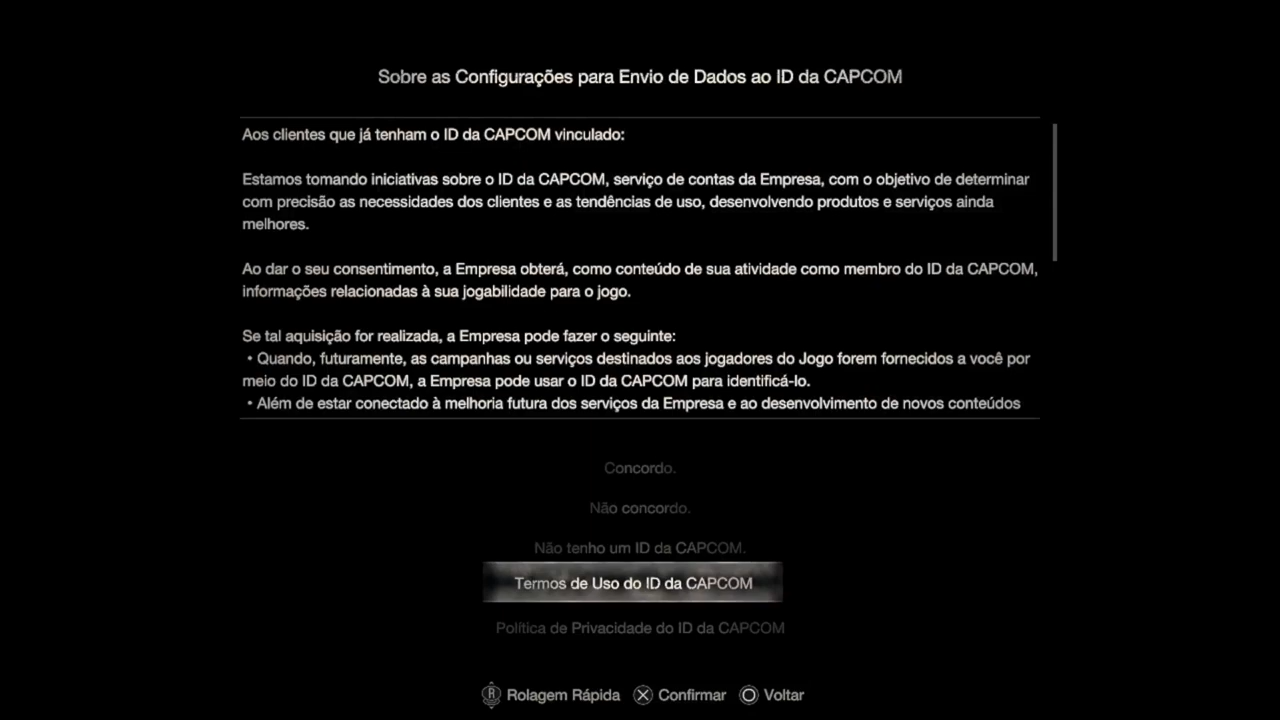 Sobre as Configurações para Envio de Dados ao ID da CAPCOM
Aos clientes que já tenham o ID da CAPCOM vinculado:
Estamos tomando iniciativas sobre o ID da CAPCOM, serviço de contas da Empresa, com o objetivo de determinar
com precisão as necessidades dos clientes e as tendências de uso, desenvolvendo produtos e serviços ainda
melhores.
Ao dar o seu consentimento, a Empresa obterá, como conteúdo de sua atividade como membro do ID da CAPCOM,
informações relacionadas à sua jogabilidade para o jogo.
Se tal aquisição for realizada, a Empresa pode fazer o seguinte:
• Quando, futuramente, as campanhas ou serviços destinados aos jogadores do Jogo forem fornecidos a você por
meio do ID da CAPCOM, a Empresa pode usar o ID da CAPCOM para identificá-lo.
• Além de estar conectado à melhoria futura dos serviços da Empresa e ao desenvolvimento de novos conteúdos
Concordo.
Não concordo.
Não tenho um ID da CAPCOM.
Termos de Uso do ID da CAPCOM
Política de Privacidade do ID da CAPCOM
R Rolagem Rápida Confirmar Voltar